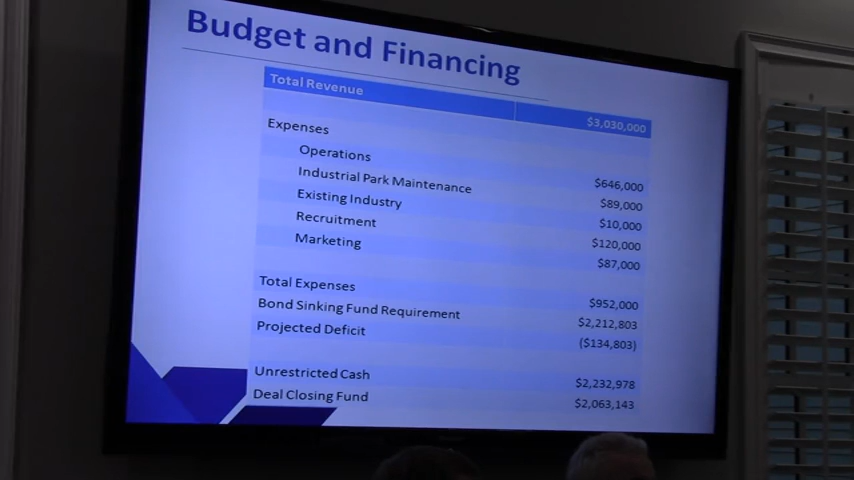 Budget and Financing
Total Revenue $3,030,000
Expenses
Operations $646,000
Industrial Park Maintenance $89,000
Existing Industry $10,000
Recruitment $120,000
Marketing $87,000
Total Expenses $952,000
Bond Sinking Fund Requirement $2,212,803
Projected Deficit ($134,803)
Unrestricted Cash $2,232,978
Deal Closing Fund $2,063,143